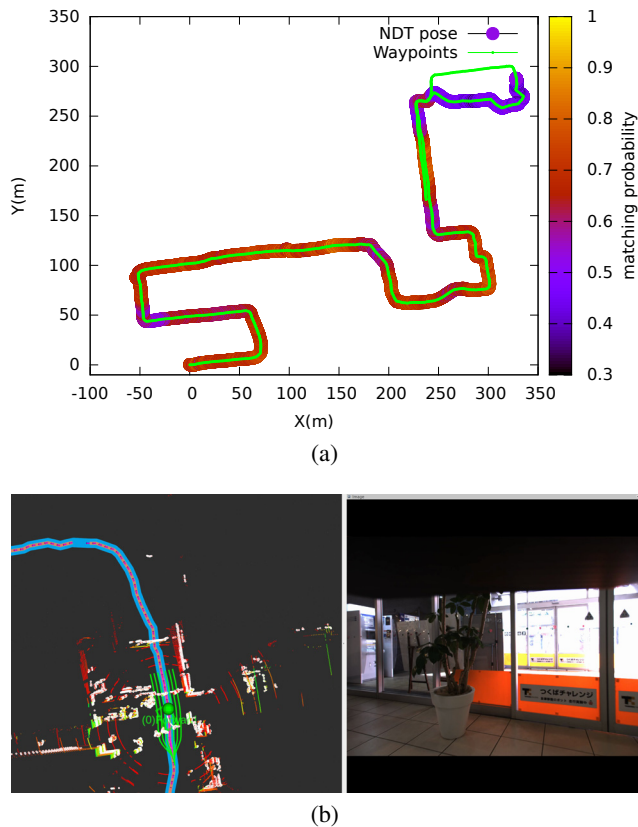 NDT pose
Waypoints
350
300
250
200
150
100
50
0
-100 -50 0 50 100 150 200 250 300 350
X(m)
Y(m)
1
0.9
0.8
0.7
0.6
0.5
0.4
0.3
matching probability
(a)
Image
つくばチャレンジ
(b)